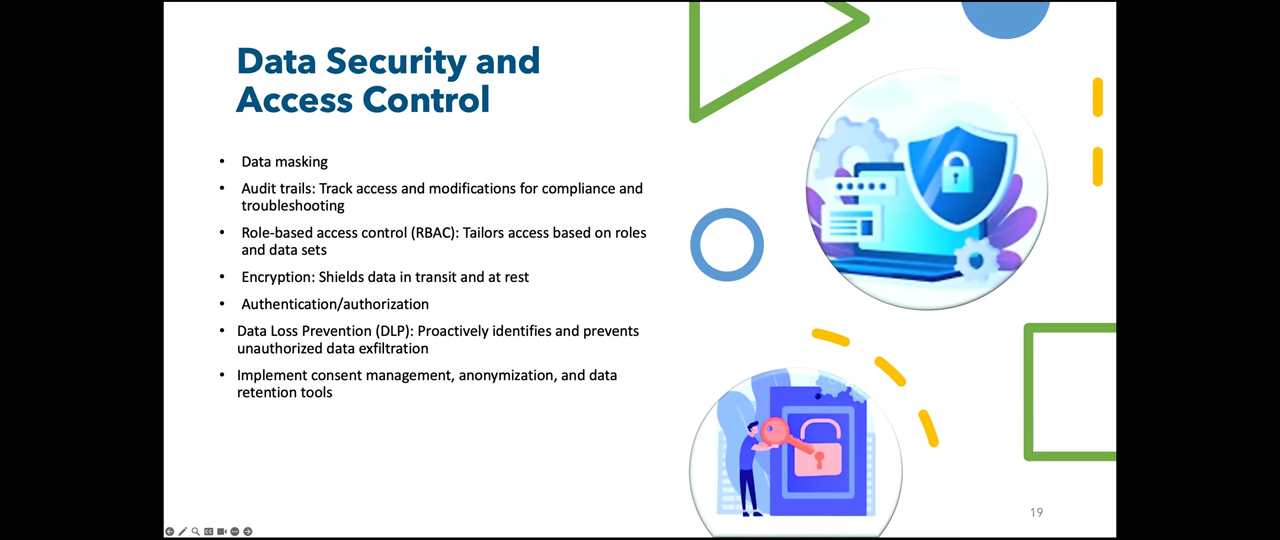 Data Security and
Access Control
• Data masking
• Audit trails: Track access and modifications for compliance and
troubleshooting
• Role-based access control (RBAC): Tailors access based on roles
and data sets
• Encryption: Shields data in transit and at rest
• Authentication/authorization
• Data Loss Prevention (DLP): Proactively identifies and prevents
unauthorized data exfiltration
• Implement consent management, anonymization, and data
retention tools
19